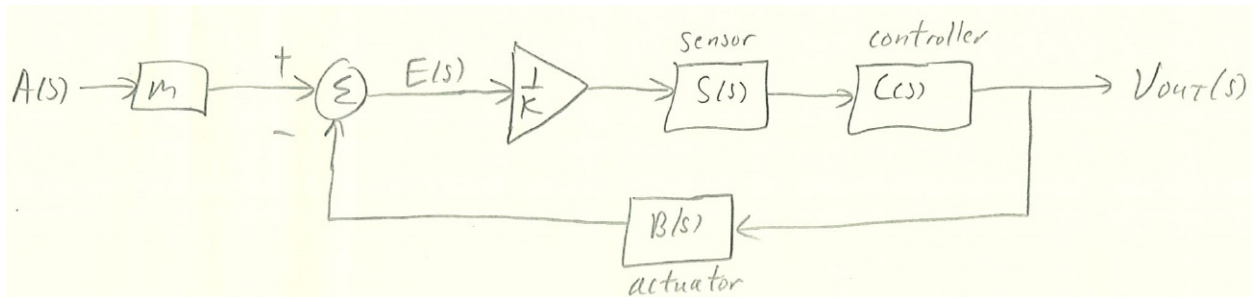 sensor
controller
A(s)
m
+
Σ
-
E(s)
1
K
S(s)
C(s)
VOUT(s)
B(s)
actuator